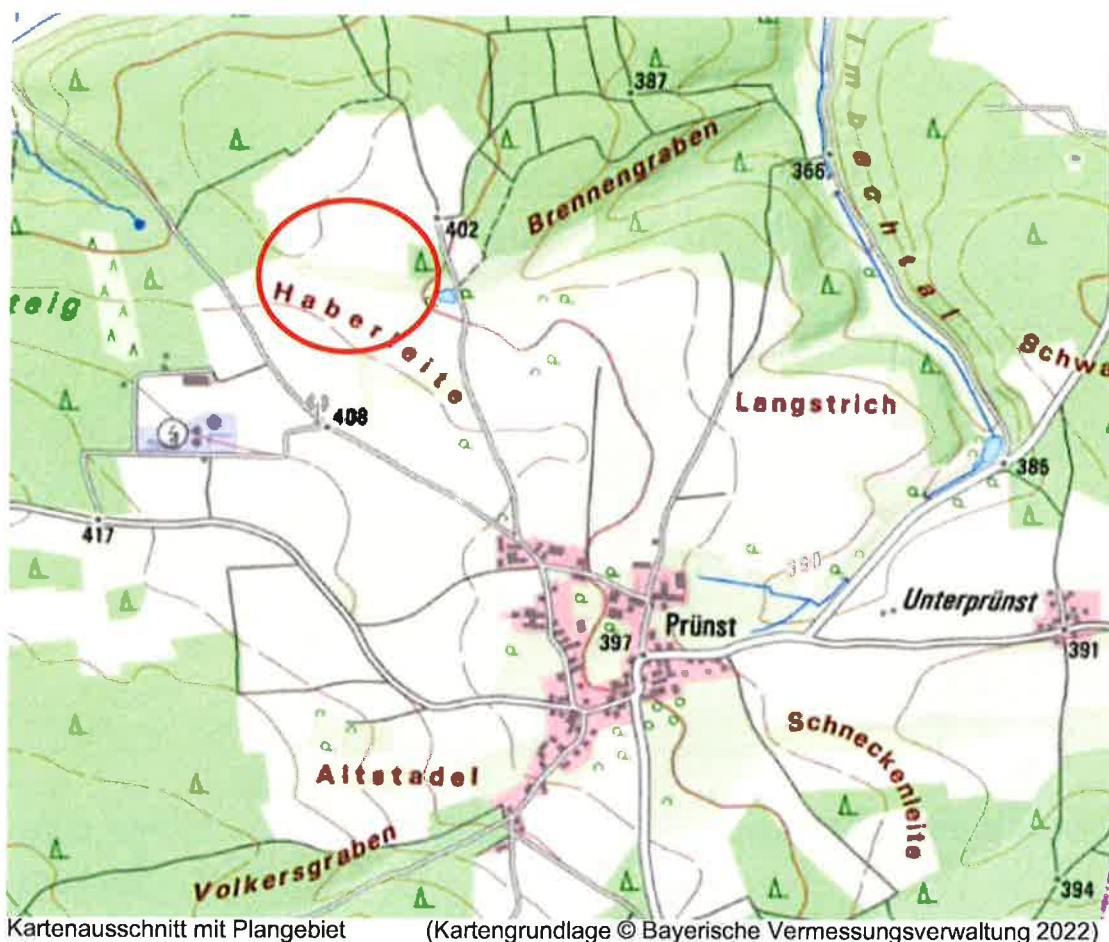 387
Imbachtal
Brennengraben
366
402
Haberleite
teig
Schwa
Langstrich
408
385
417
390
Unterprünst
Prünst
397
391
Schneckenleite
Altstadel
Volkersgraben
394
Kartenausschnitt mit Plangebiet (Kartengrundlage © Bayerische Vermessungsverwaltung 2022)